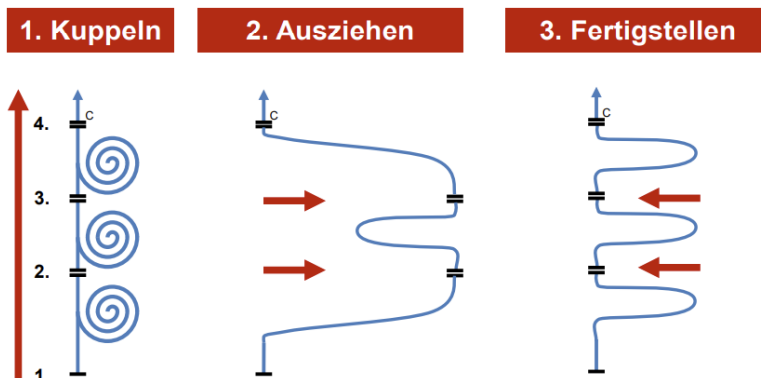 1. Kuppeln
2. Ausziehen
3. Fertigstellen
C
4.
3.
2.
1.
C
C